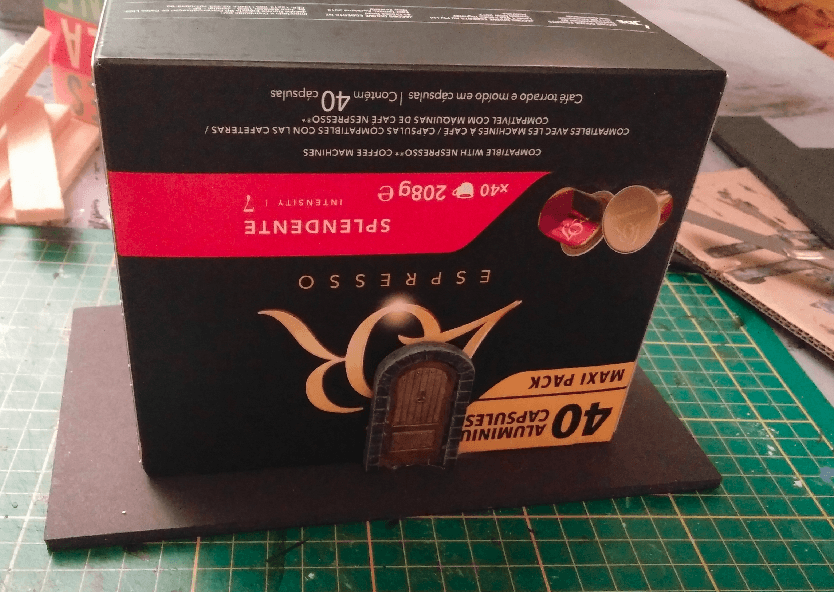 40 ALUMINIU
CAPSULES
MAXI PACK
OR
ESPRESSO
SPLENDENTE
INTENSITY | 7
x40 208g e
COMPATIBLE WITH NESPRESSO®* COFFEE MACHINES
COMPATIBLES AVEC LES MACHINES À CAFÉ / CÁPSULAS COMPATIBLES CON LAS CAFETERAS /
COMPATÍVEL COM MÁQUINAS DE CAFÉ NESPRESSO®*
Café torrado e moído em cápsulas | Contém 40 cápsulas